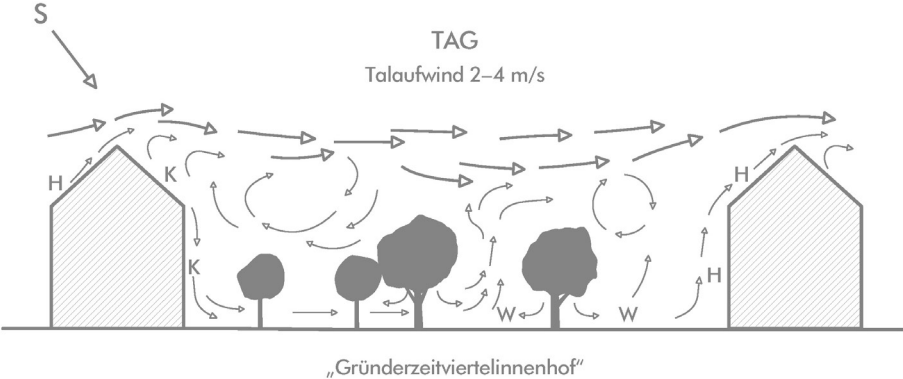 S
TAG
Talaufwind 2–4 m/s
H
K
H
K
H
W
W
„Gründerzeitviertelinnenhof“